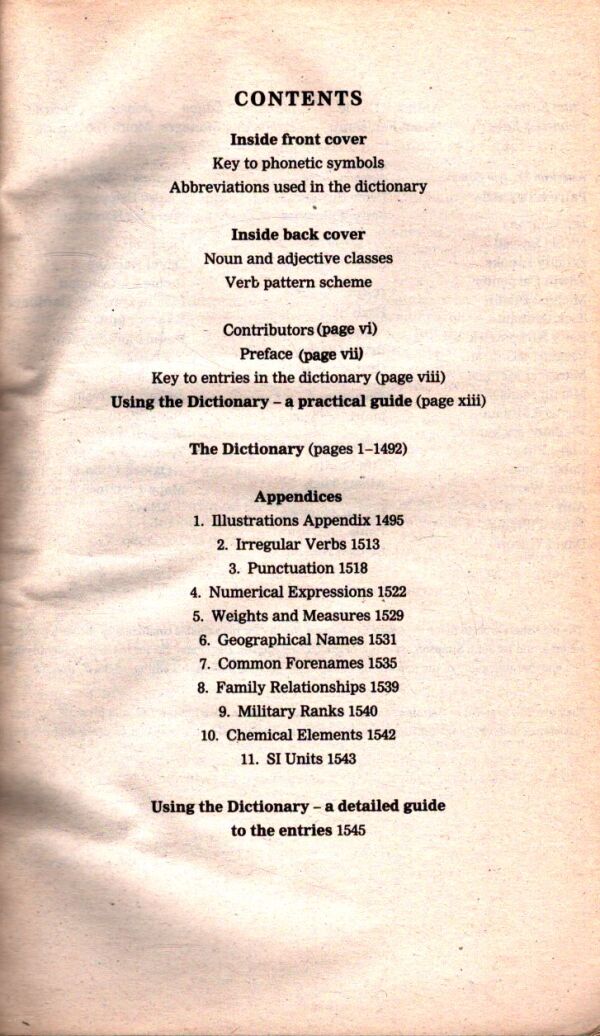 CONTENTS
Inside front cover
Key to phonetic symbols
Abbreviations used in the dictionary
Inside back cover
Noun and adjective classes
Verb pattern scheme
Contributors (page vi)
Preface (page vii)
Key to entries in the dictionary (page viii)
Using the Dictionary – a practical guide (page xiii)
The Dictionary (pages 1–1492)
Appendices
1. Illustrations Appendix 1495
2. Irregular Verbs 1513
3. Punctuation 1518
4. Numerical Expressions 1522
5. Weights and Measures 1529
6. Geographical Names 1531
7. Common Forenames 1535
8. Family Relationships 1539
9. Military Ranks 1540
10. Chemical Elements 1542
11. SI Units 1543
Using the Dictionary – a detailed guide
to the entries 1545